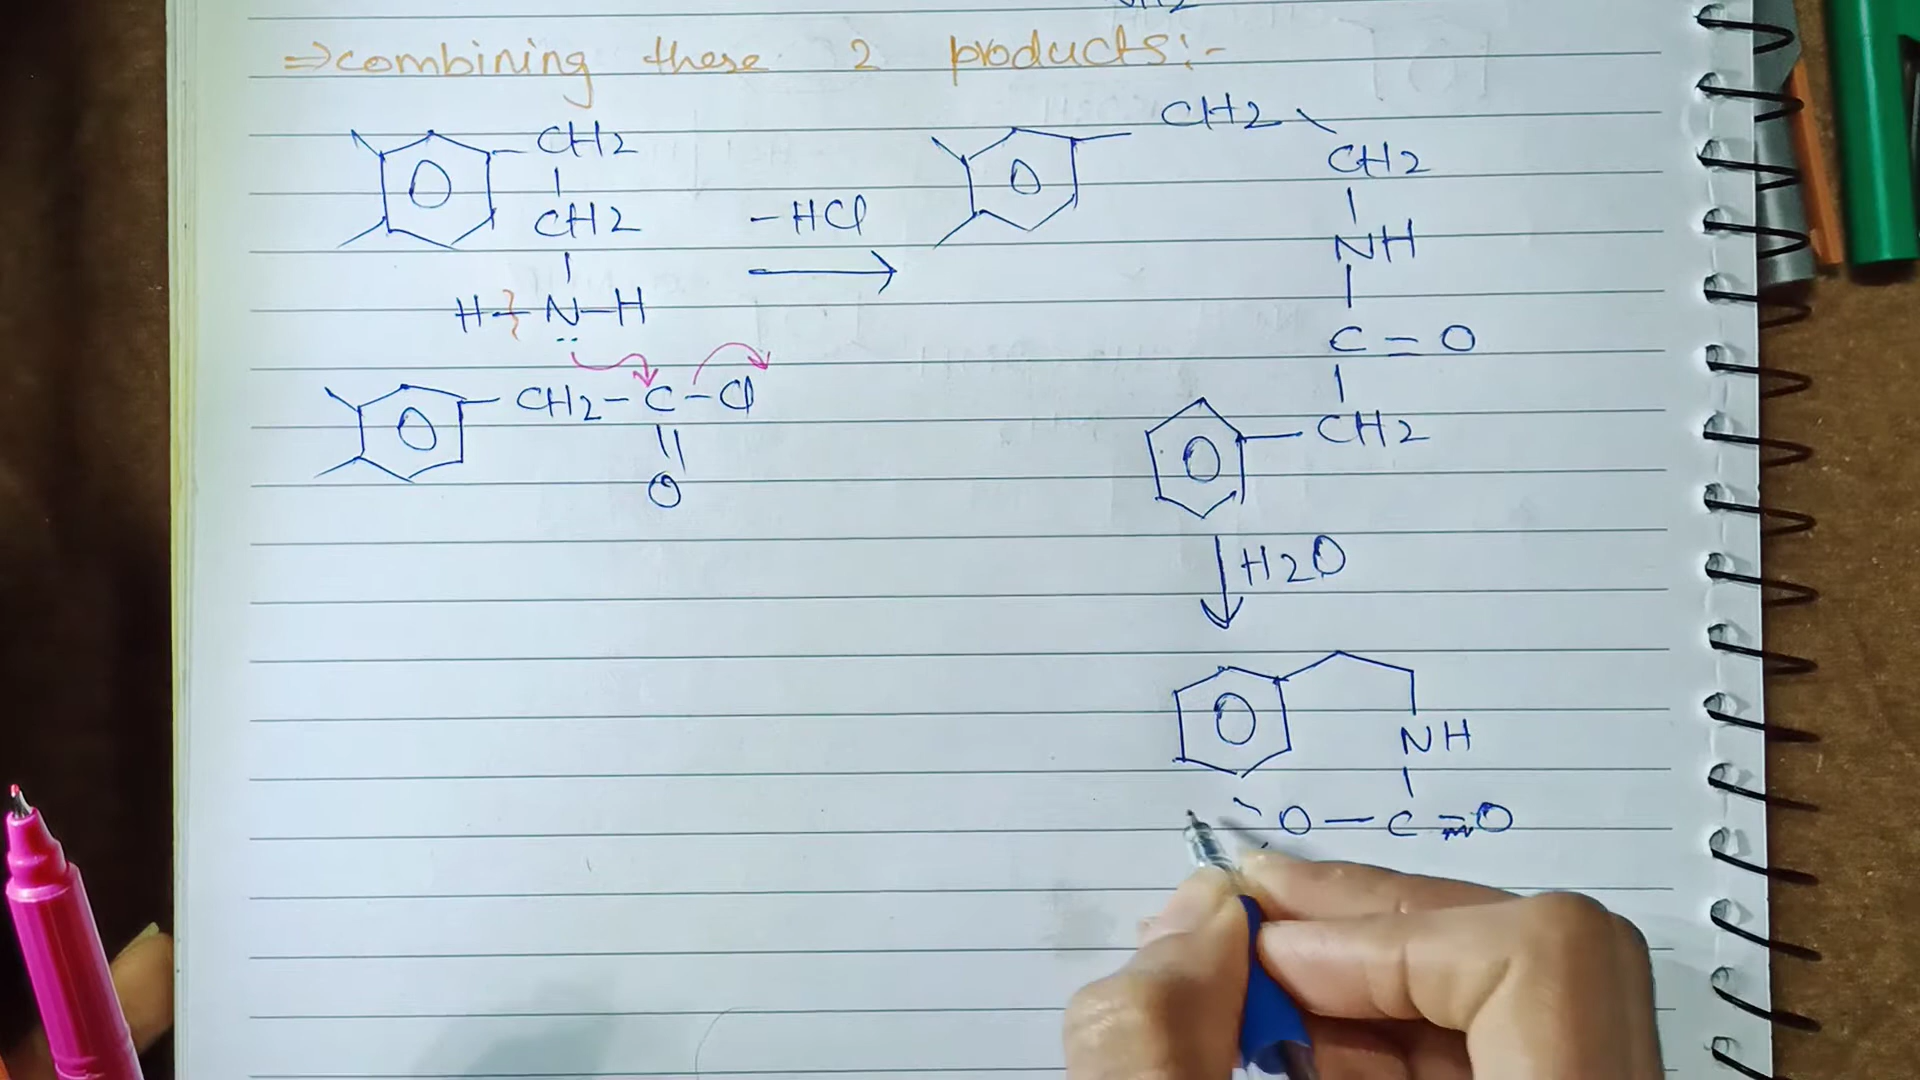 ⇒combining these 2 products:-
CH2
CH2
H-N-H
CH2-C-Cl
O
-HCl
CH2
CH2
NH
C=O
CH2
H2O
NH
O-C=O